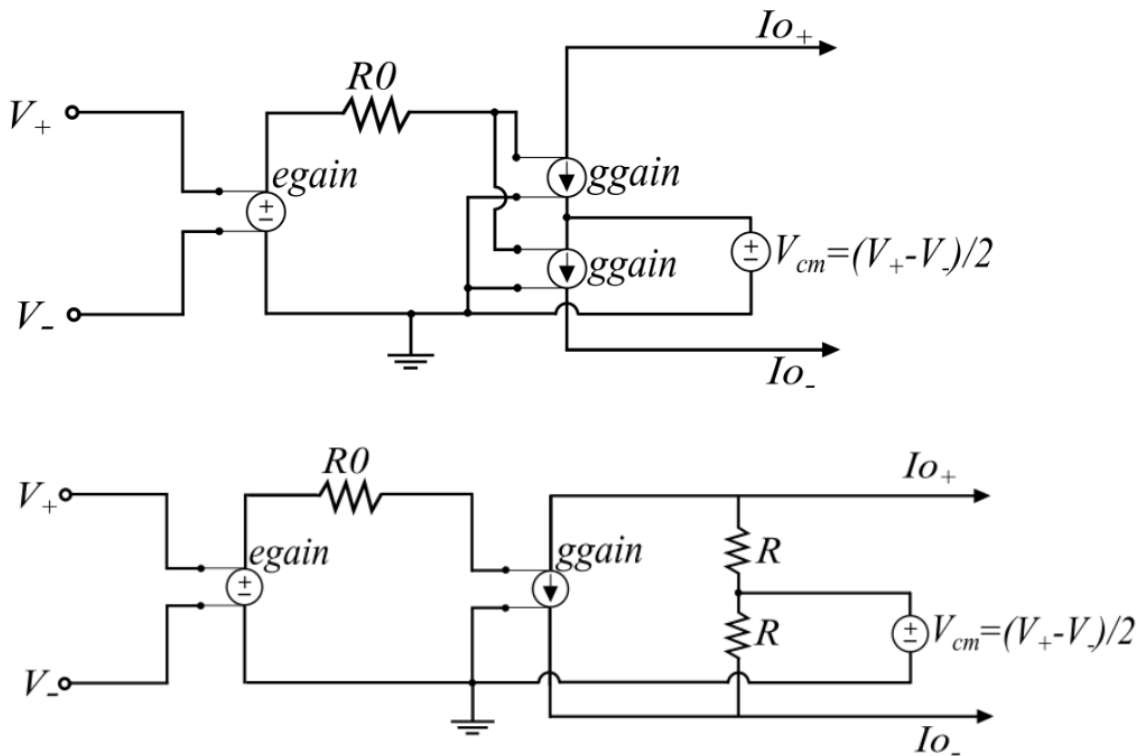 Io+
R0
V+
egain
ggain
ggain
Vcm=(V+-V-)/2
V-
Io-
R0
Io+
V+
egain
ggain
R
R
Vcm=(V+-V-)/2
V-
Io-